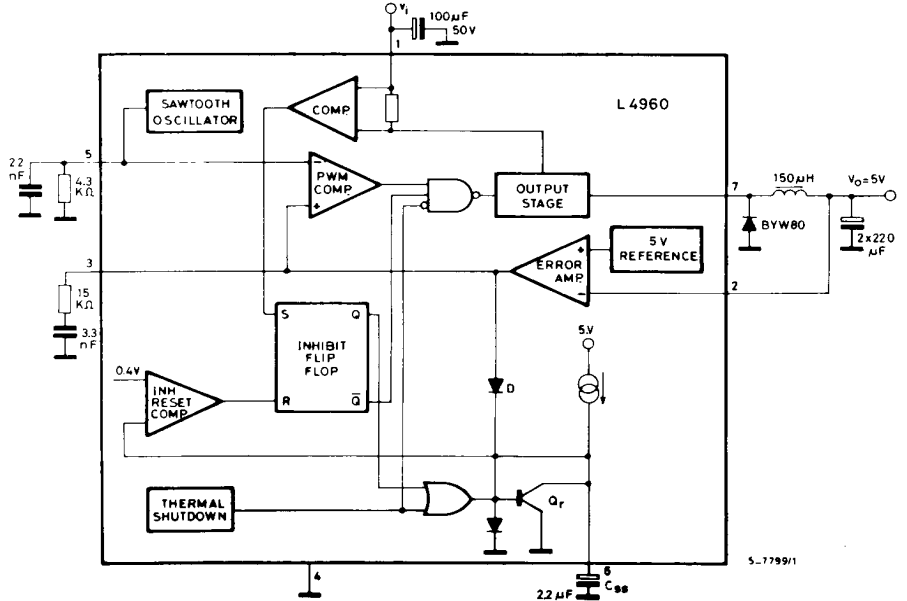 Vi
100µF
50V
1
L4960
SAWTOOTH
OSCILLATOR
COMP.
5
22
nF
4.3
KΩ
−
PWM
COMP.
+
OUTPUT
STAGE
7
150µH
Vo=5V
BYW80
2x220
µF
5V
REFERENCE
+
ERROR
AMP.
−
2
3
15
KΩ
3.3
nF
S
Q
INHIBIT
FLIP
FLOP
R
Q̅
0.4V
INH
RESET
COMP.
5.V
D
THERMAL
SHUTDOWN
Qr
4
6
Css
2.2µF
S_7799/1